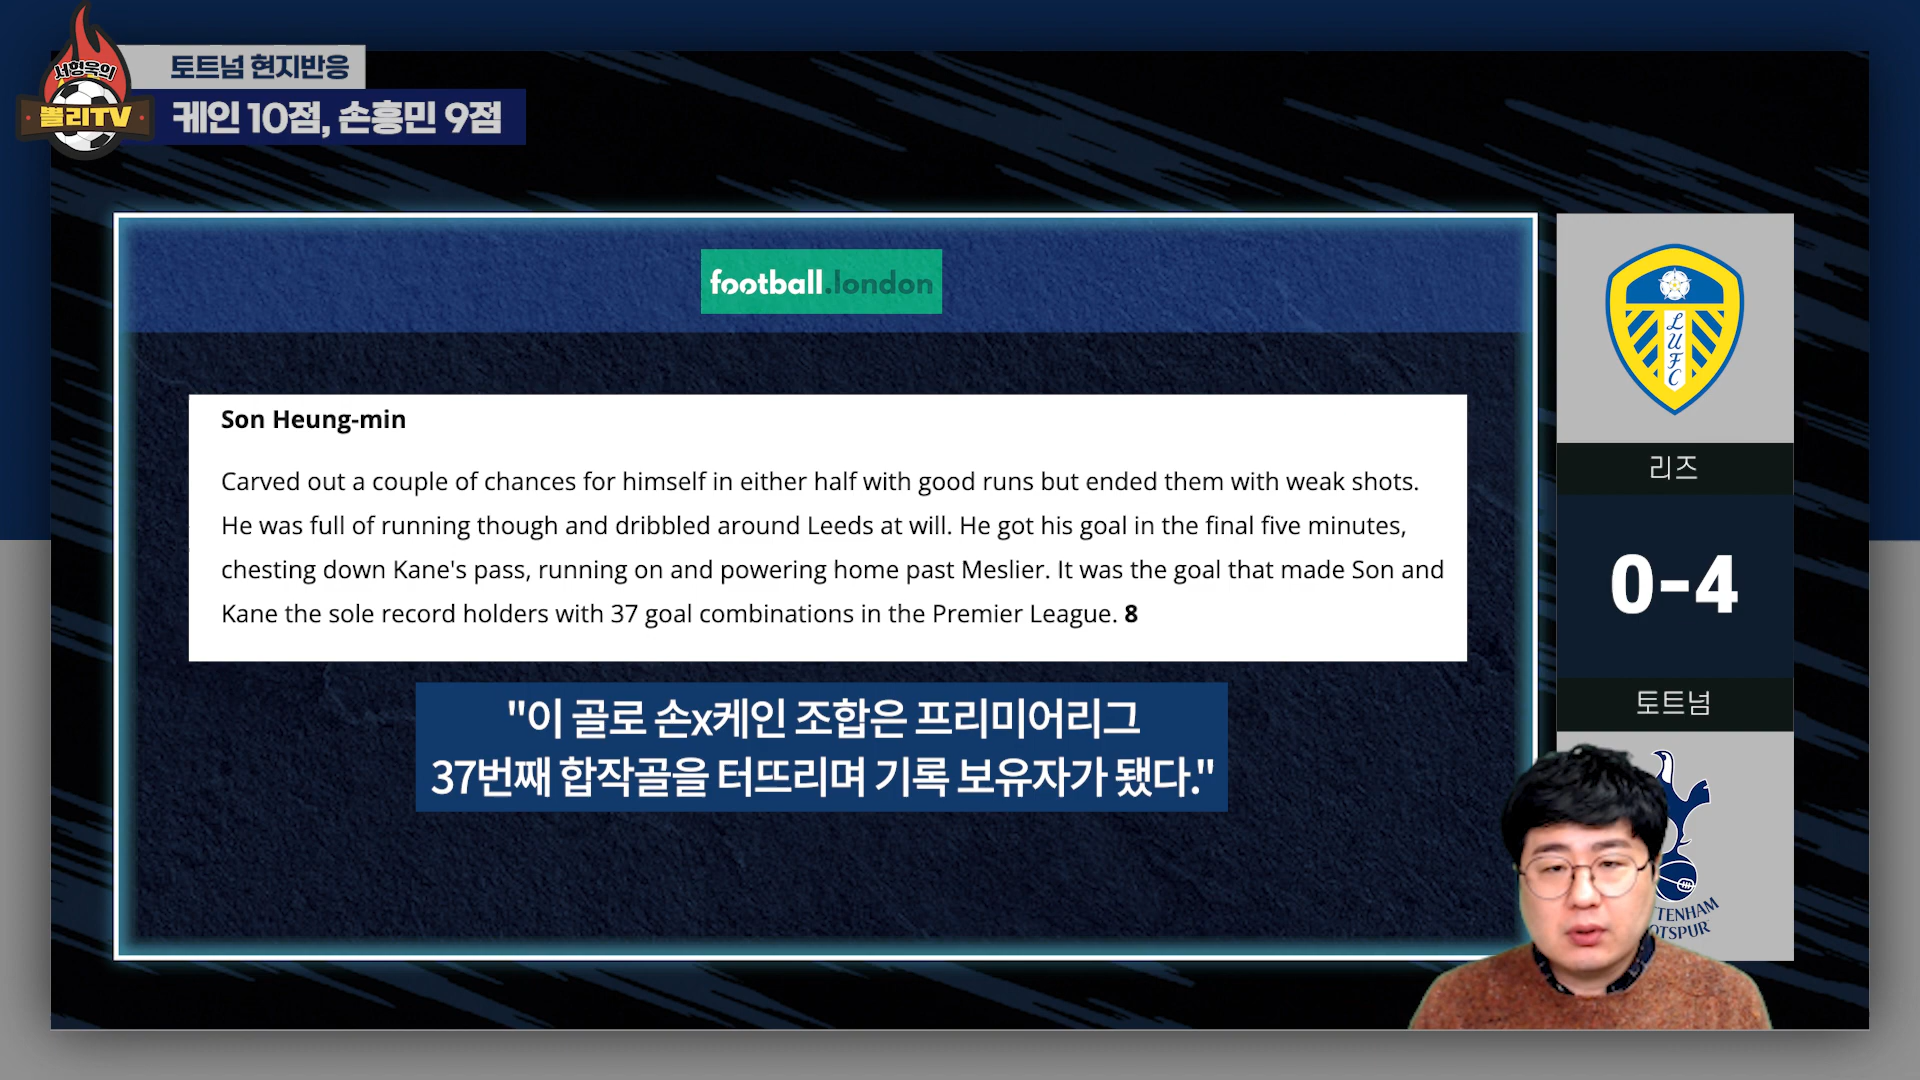 서형욱의
뽈리TV
토트넘 현지반응
케인 10점, 손흥민 9점
football.london
Son Heung-min
Carved out a couple of chances for himself in either half with good runs but ended them with weak shots.
He was full of running though and dribbled around Leeds at will. He got his goal in the final five minutes,
chesting down Kane's pass, running on and powering home past Meslier. It was the goal that made Son and
Kane the sole record holders with 37 goal combinations in the Premier League. 8
"이 골로 손x케인 조합은 프리미어리그
37번째 합작골을 터뜨리며 기록 보유자가 됐다."
LUFC
리즈
0-4
토트넘
TENHAM
OTSPUR